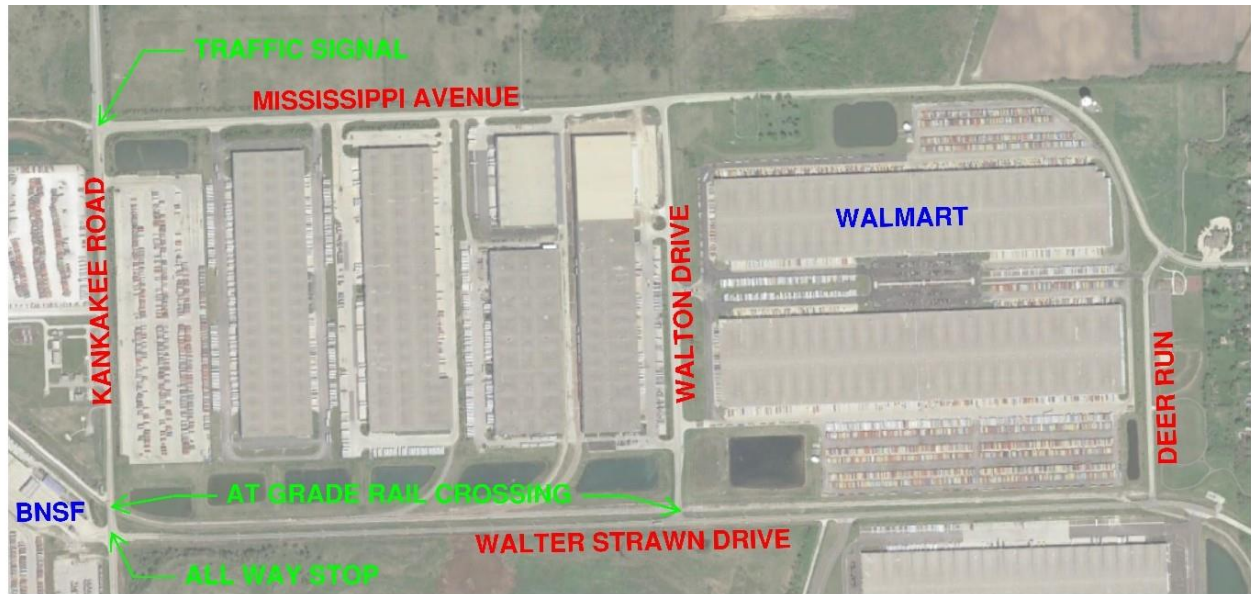 TRAFFIC SIGNAL
MISSISSIPPI AVENUE
KANKAKEE ROAD
WALTON DRIVE
WALMART
DEER RUN
AT GRADE RAIL CROSSING
BNSF
WALTER STRAWN DRIVE
ALL WAY STOP